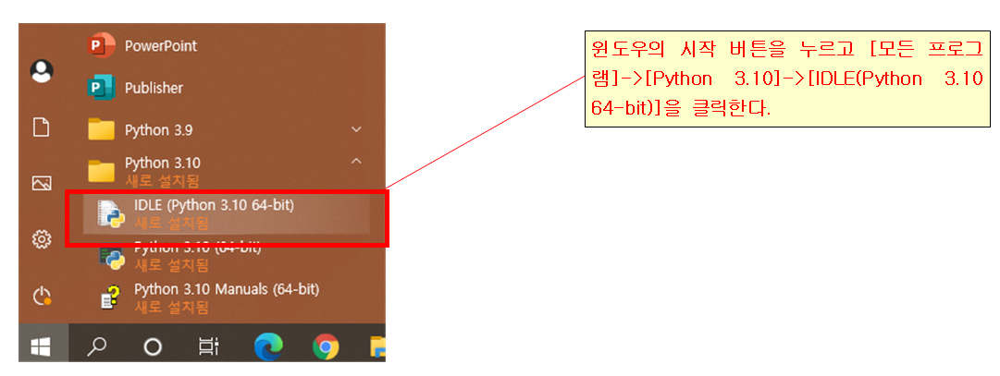 PowerPoint
Publisher
Python 3.9
Python 3.10
새로 설치됨
IDLE (Python 3.10 64-bit)
새로 설치됨
Python 3.10 (64-bit)
새로 설치됨
Python 3.10 Manuals (64-bit)
새로 설치됨
윈도우의 시작 버튼을 누르고 [모든 프로그
램]->[Python 3.10]->[IDLE(Python 3.10
64-bit)]을 클릭한다.